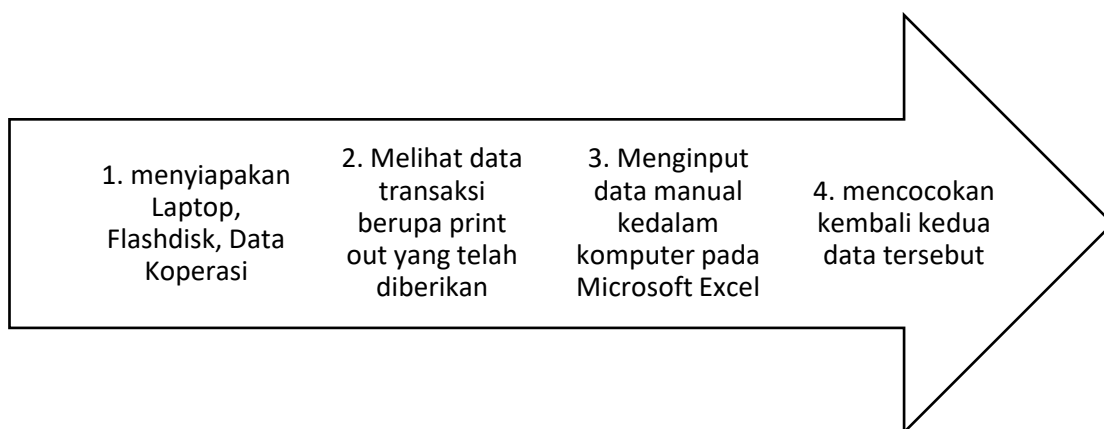 1. menyiapakan
Laptop,
Flashdisk, Data
Koperasi
2. Melihat data
transaksi
berupa print
out yang telah
diberikan
3. Menginput
data manual
kedalam
komputer pada
Microsoft Excel
4. mencocokan
kembali kedua
data tersebut